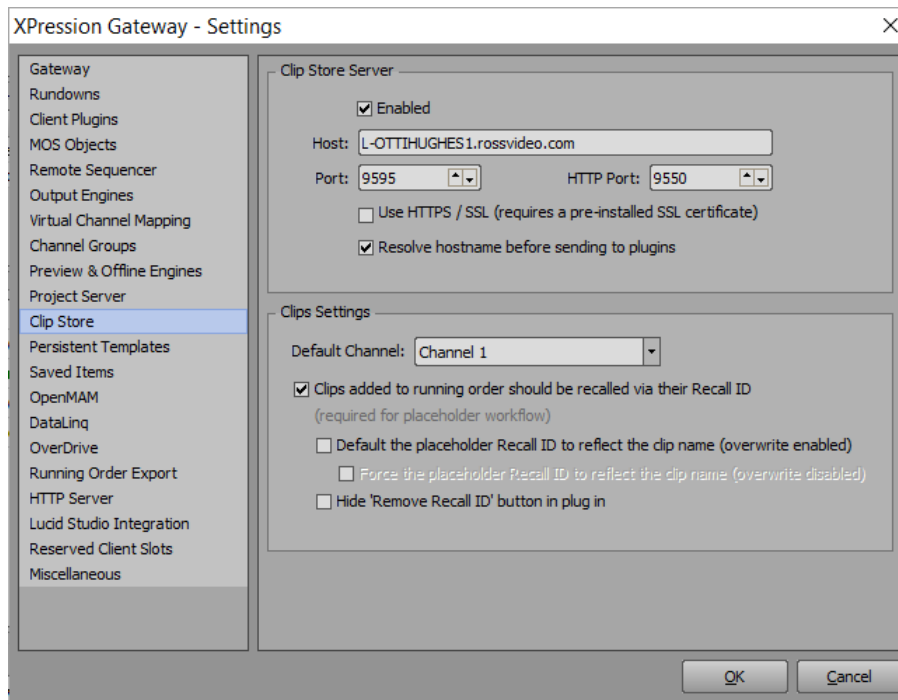 XPression Gateway - Settings
Gateway
Rundowns
Client Plugins
MOS Objects
Remote Sequencer
Output Engines
Virtual Channel Mapping
Channel Groups
Preview & Offline Engines
Project Server
Clip Store
Persistent Templates
Saved Items
OpenMAM
DataLinq
OverDrive
Running Order Export
HTTP Server
Lucid Studio Integration
Reserved Client Slots
Miscellaneous
Clip Store Server
Enabled
Host: L-OTTIHUGHES1.rossvideo.com
Port: 9595 HTTP Port: 9550
Use HTTPS / SSL (requires a pre-installed SSL certificate)
Resolve hostname before sending to plugins
Clips Settings
Default Channel: Channel 1
Clips added to running order should be recalled via their Recall ID
(required for placeholder workflow)
Default the placeholder Recall ID to reflect the clip name (overwrite enabled)
Force the placeholder Recall ID to reflect the clip name (overwrite disabled)
Hide 'Remove Recall ID' button in plug in
OK Cancel